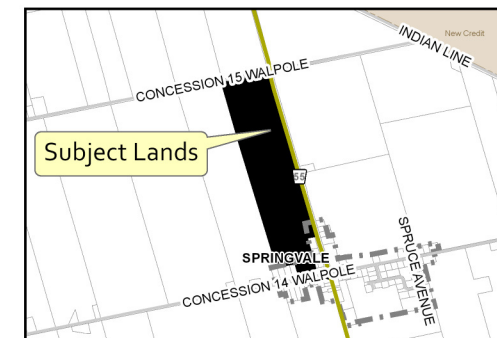 New Credit
INDIAN LINE
CONCESSION 15 WALPOLE
Subject Lands
55
SPRINGVALE
SPRUCE AVENUE
CONCESSION 14 WALPOLE